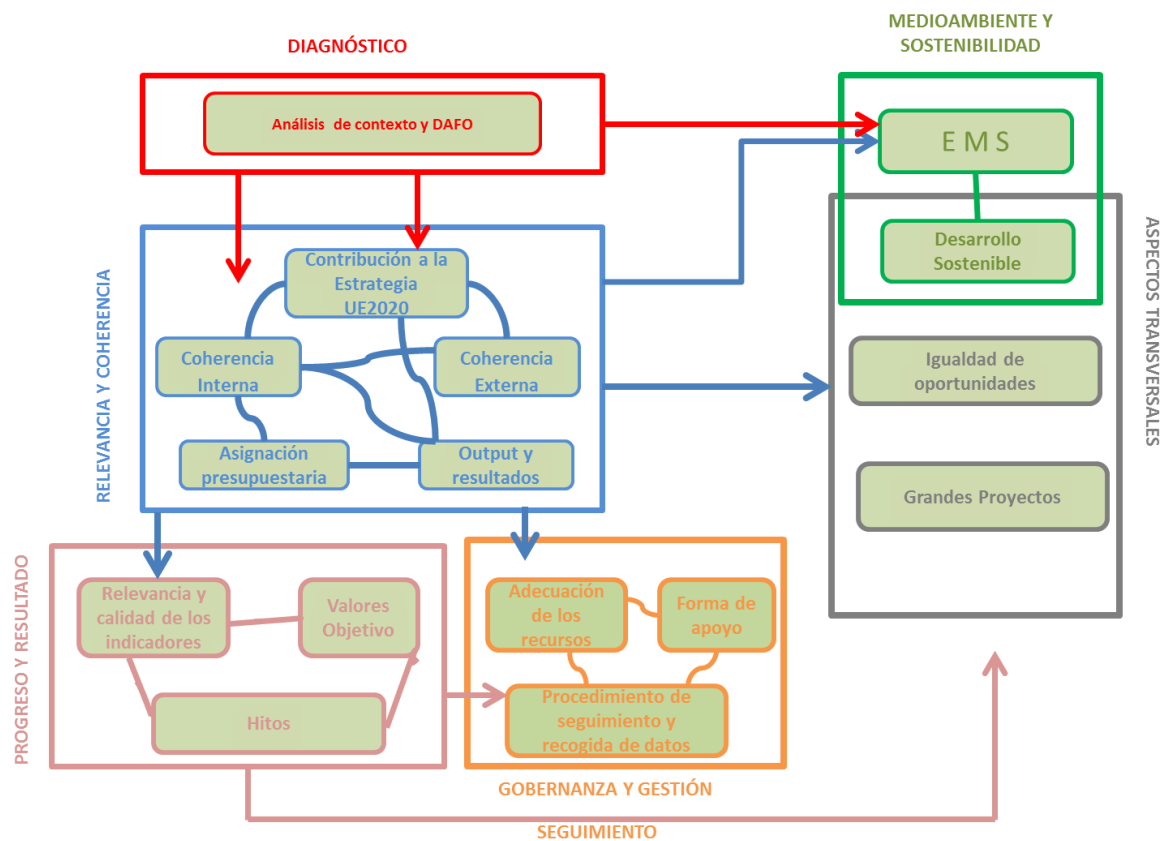 MEDIOAMBIENTE Y
SOSTENIBILIDAD
DIAGNÓSTICO
Análisis de contexto y DAFO
E M S
Desarrollo
Sostenible
ASPECTOS TRANSVERSALES
Igualdad de
oportunidades
Grandes Proyectos
RELEVANCIA Y COHERENCIA
Contribución a la
Estrategia
UE2020
Coherencia
Interna
Coherencia
Externa
Asignación
presupuestaria
Output y
resultados
PROGRESO Y RESULTADO
Relevancia y
calidad de los
indicadores
Valores
Objetivo
Hitos
Adecuación
de los
recursos
Forma de
apoyo
Procedimiento de
seguimiento y
recogida de datos
GOBERNANZA Y GESTIÓN
SEGUIMIENTO